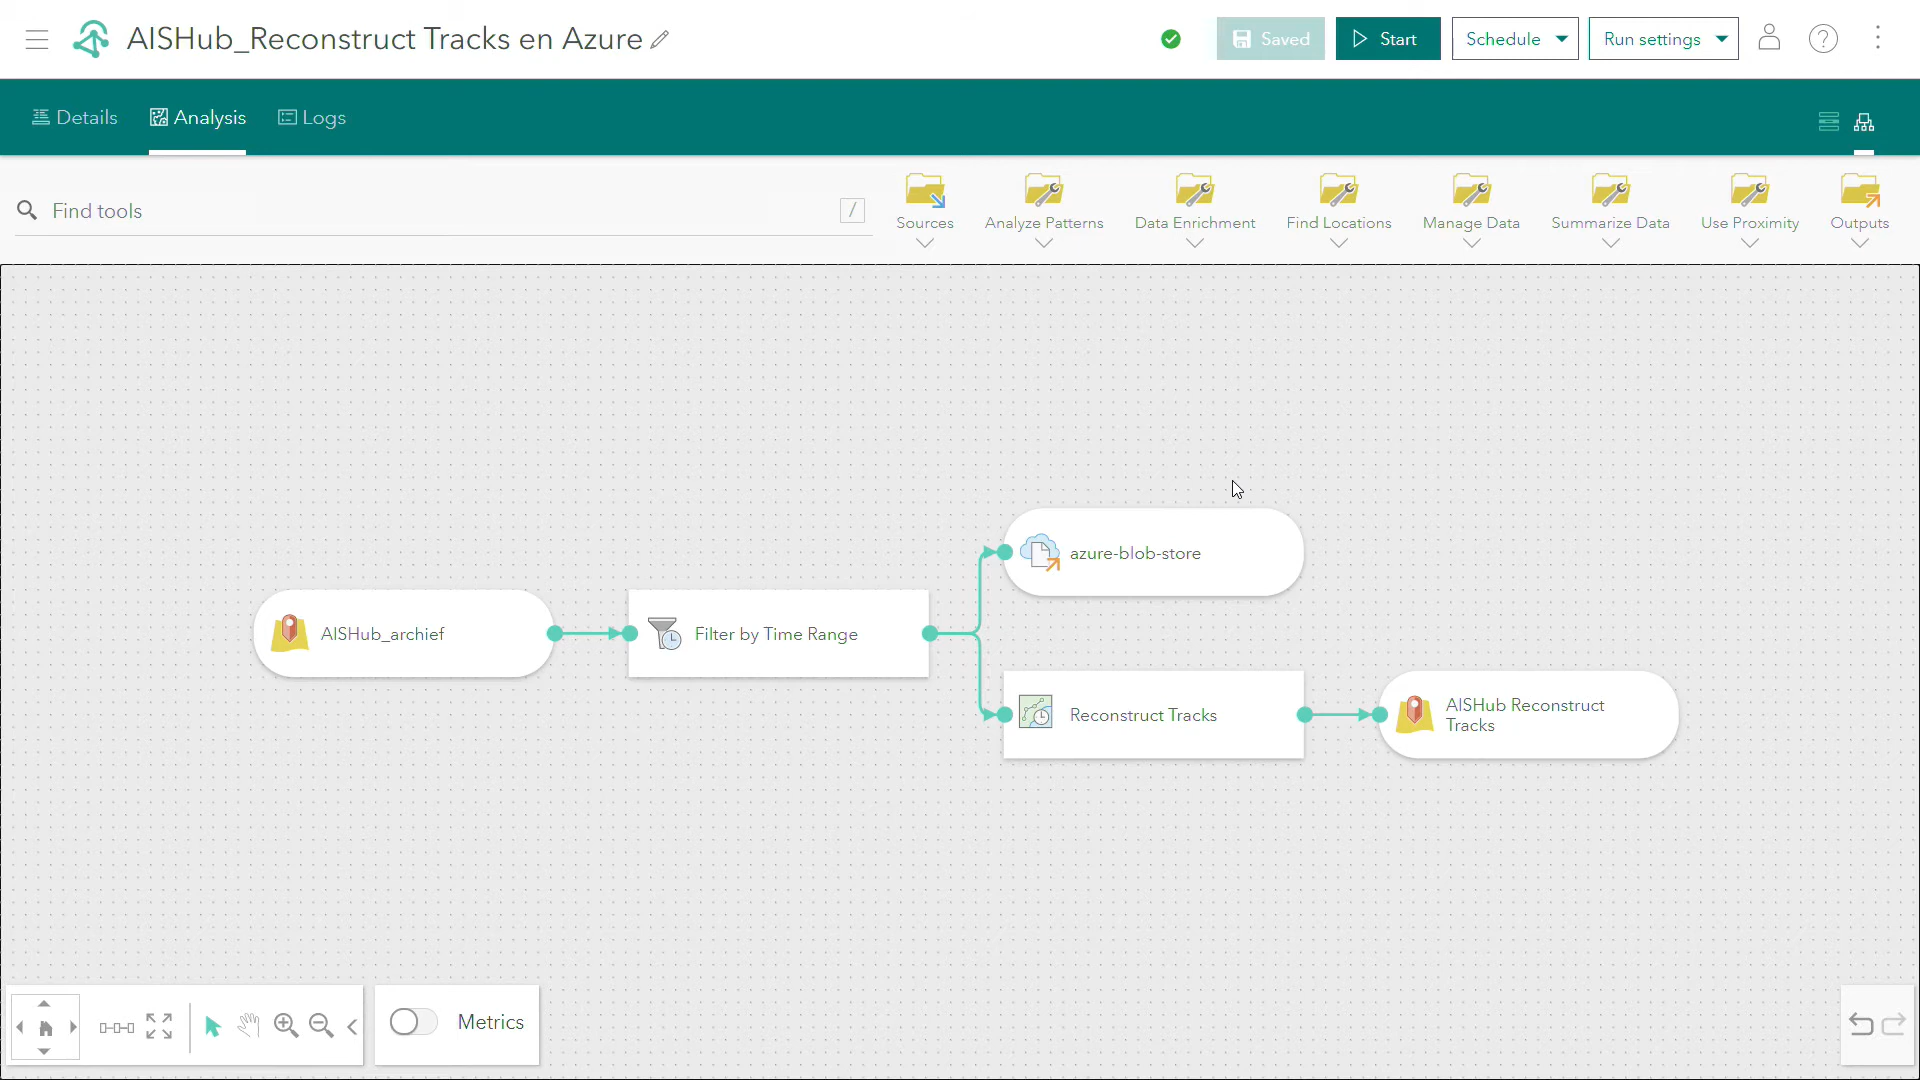 AISHub_Reconstruct Tracks en Azure
Saved
Start
Schedule
Run settings
?
Details
Analysis
Logs
Find tools
/
Sources
Analyze Patterns
Data Enrichment
Find Locations
Manage Data
Summarize Data
Use Proximity
Outputs
azure-blob-store
AISHub_archief
Filter by Time Range
Reconstruct Tracks
AISHub Reconstruct
Tracks
Metrics